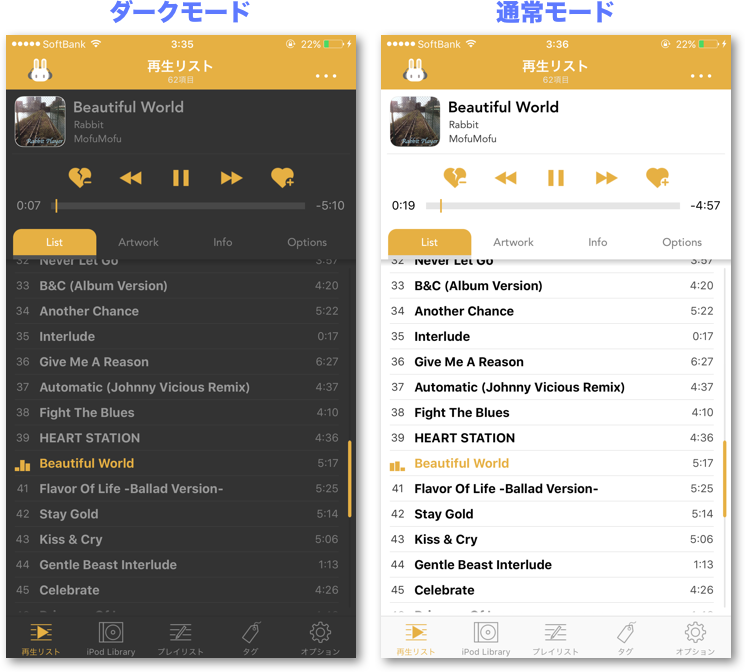 ダークモード
通常モード
SoftBank 3:35 22%
再生リスト
62項目
Beautiful World
Rabbit
MofuMofu
Rabbit Player
0:07 -5:10
List Artwork Info Options
32 Never Let Go 3:57
33 B&C (Album Version) 4:20
34 Another Chance 5:22
35 Interlude 0:17
36 Give Me A Reason 6:27
37 Automatic (Johnny Vicious Remix) 4:37
38 Fight The Blues 4:10
39 HEART STATION 4:36
Beautiful World 5:17
41 Flavor Of Life -Ballad Version- 5:25
42 Stay Gold 5:14
43 Kiss & Cry 5:06
44 Gentle Beast Interlude 1:13
45 Celebrate 4:26
再生リスト iPod Library プレイリスト タグ オプション
SoftBank 3:36 22%
再生リスト
62項目
Beautiful World
Rabbit
MofuMofu
Rabbit Player
0:19 -4:57
List Artwork Info Options
32 Never Let Go 3:57
33 B&C (Album Version) 4:20
34 Another Chance 5:22
35 Interlude 0:17
36 Give Me A Reason 6:27
37 Automatic (Johnny Vicious Remix) 4:37
38 Fight The Blues 4:10
39 HEART STATION 4:36
Beautiful World 5:17
41 Flavor Of Life -Ballad Version- 5:25
42 Stay Gold 5:14
43 Kiss & Cry 5:06
44 Gentle Beast Interlude 1:13
45 Celebrate 4:26
再生リスト iPod Library プレイリスト タグ オプション